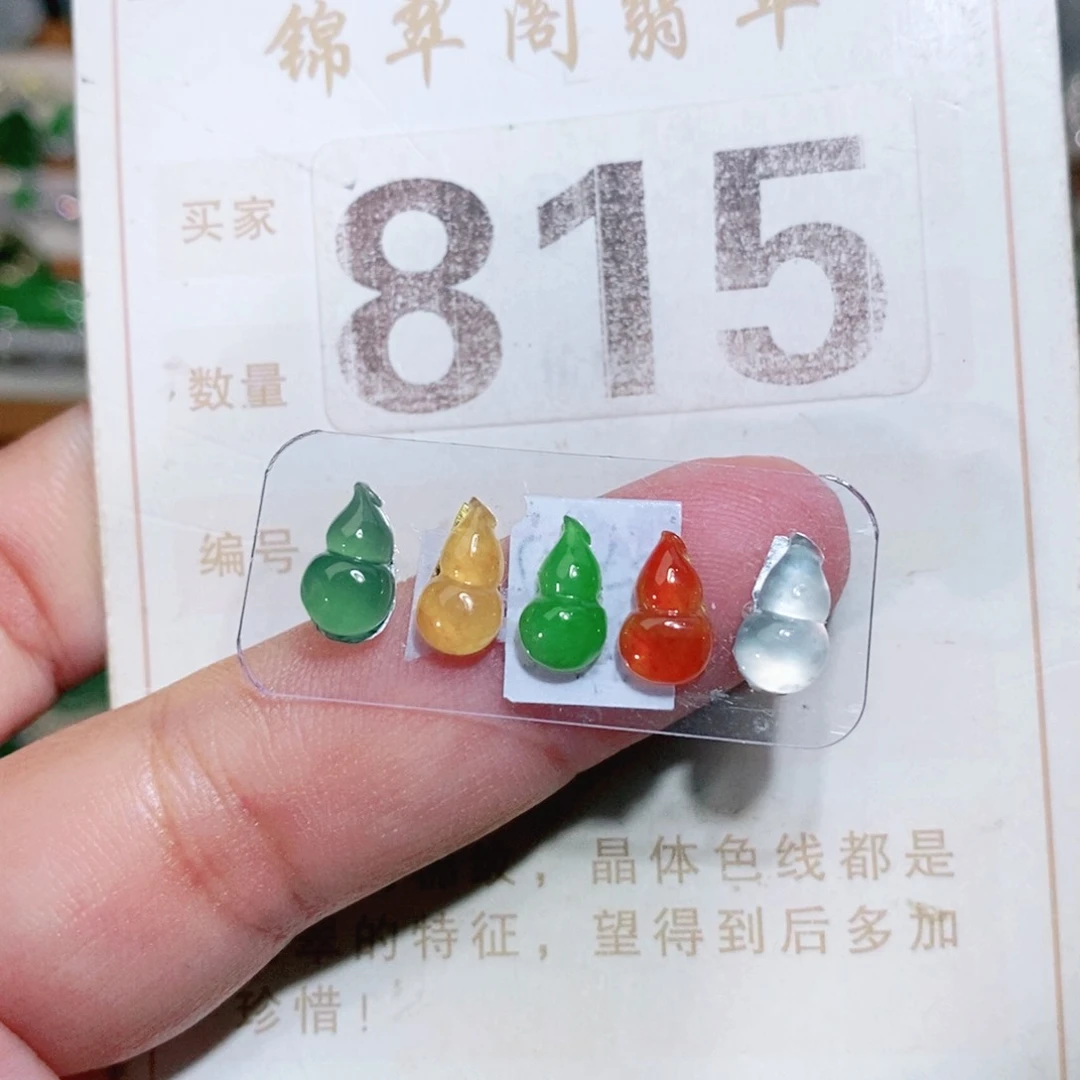 锦翠阁翡翠
买家
815
数量
编号
，晶体色线都是
翠的特征，望得到后多加
珍惜！